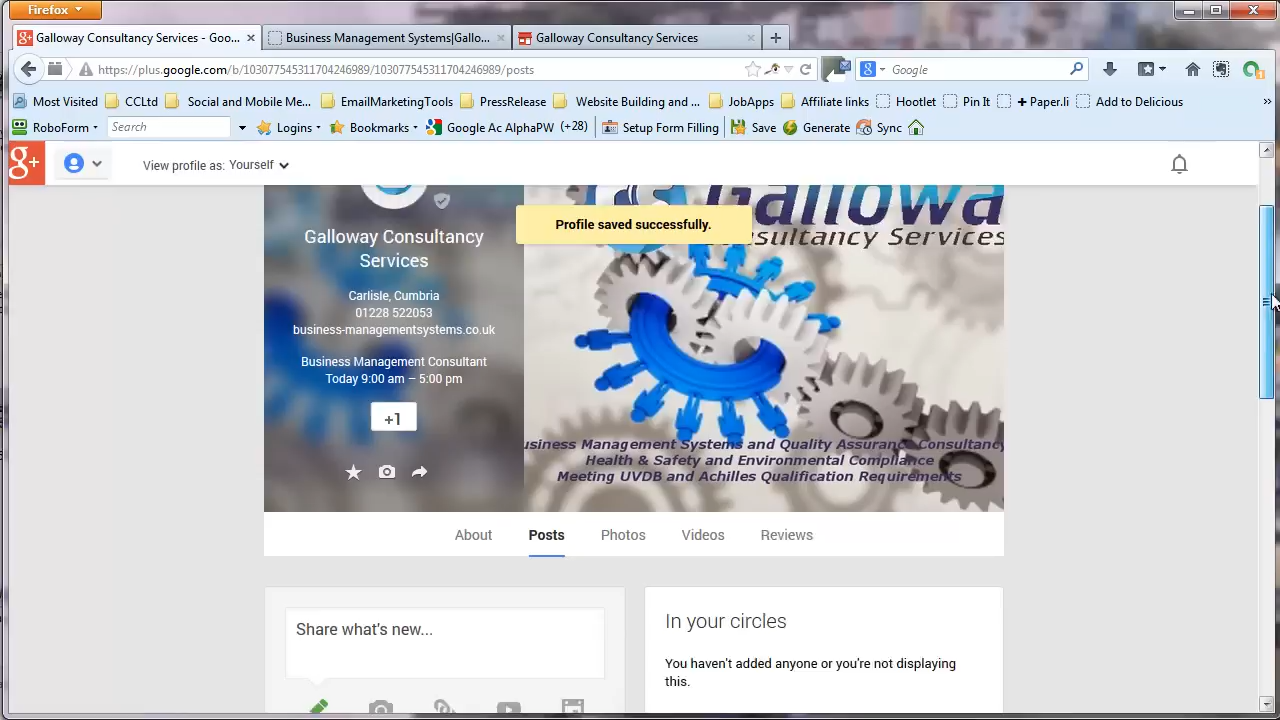 Firefox
Galloway Consultancy Services - Goo...
Business Management Systems|Gallo...
Galloway Consultancy Services
https://plus.google.com/b/103077545311704246989/103077545311704246989/posts
Google
Most Visited
CCLtd
Social and Mobile Me...
EmailMarketingTools
PressRelease
Website Building and ...
JobApps
Affiliate links
Hootlet
Pin It
+ Paper.li
Add to Delicious
»
RoboForm
Search
Logins
Bookmarks
Google Ac AlphaPW
(+28)
Setup Form Filling
Save
Generate
Sync
g+
View profile as: Yourself
Profile saved successfully.
Gallowa
nsultancy Services
Galloway Consultancy
Services
Carlisle, Cumbria
01228 522053
business-managementsystems.co.uk
Business Management Consultant
Today 9:00 am – 5:00 pm
+1
usiness Management Systems and Quality Assurance Consultancy
Health & Safety and Environmental Compliance
Meeting UVDB and Achilles Qualification Requirements
About
Posts
Photos
Videos
Reviews
Share what's new...
In your circles
You haven't added anyone or you're not displaying
this.